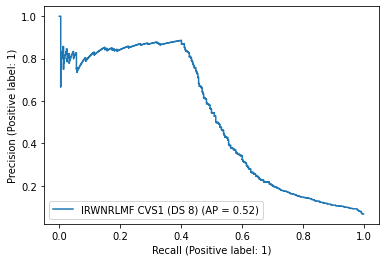 1.0
0.8
0.6
0.4
0.2
Precision (Positive label: 1)
IRWNRLMF CVS1 (DS 8) (AP = 0.52)
0.0 0.2 0.4 0.6 0.8 1.0
Recall (Positive label: 1)